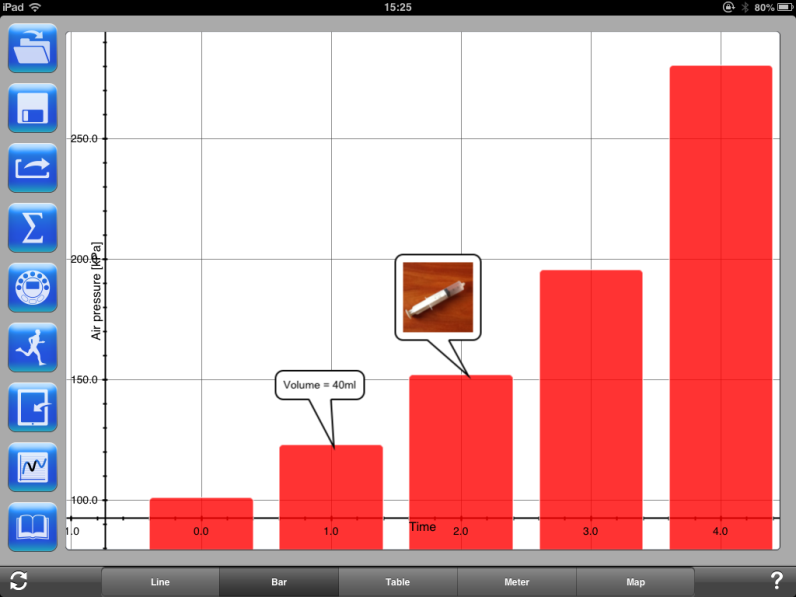 iPad 15:25 80%
250.0
200.0
Air pressure [kPa]
Volume = 40ml
150.0
100.0
Time
1.0 0.0 1.0 2.0 3.0 4.0
Line Bar Table Meter Map ?